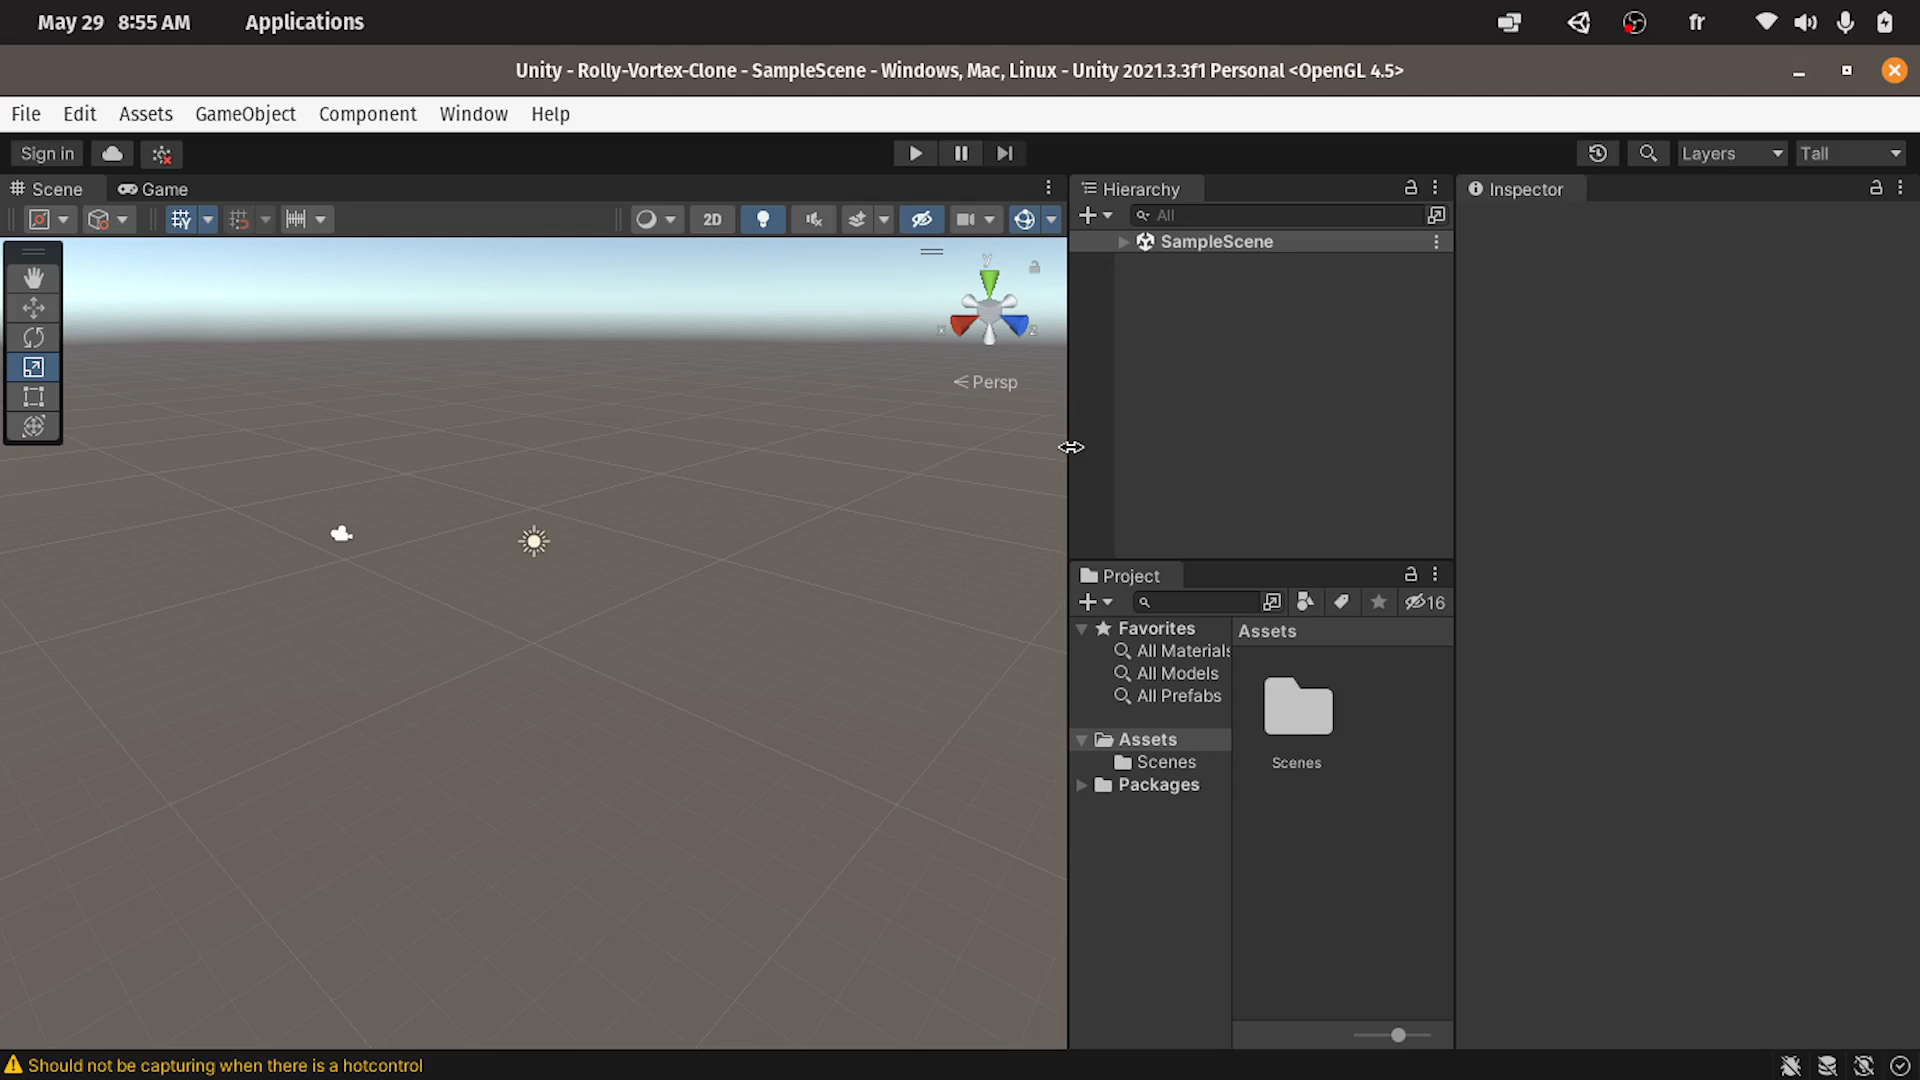 May 29 8:55 AM Applications fr
Unity - Rolly-Vortex-Clone - SampleScene - Windows, Mac, Linux - Unity 2021.3.3f1 Personal <OpenGL 4.5>
File Edit Assets GameObject Component Window Help
Sign in Layers Tall
Scene Game
2D
y
x z
Persp
Hierarchy
All
SampleScene
Project
16
Favorites
All Materials
All Models
All Prefabs
Assets
Scenes
Packages
Assets
Scenes
Inspector
Should not be capturing when there is a hotcontrol